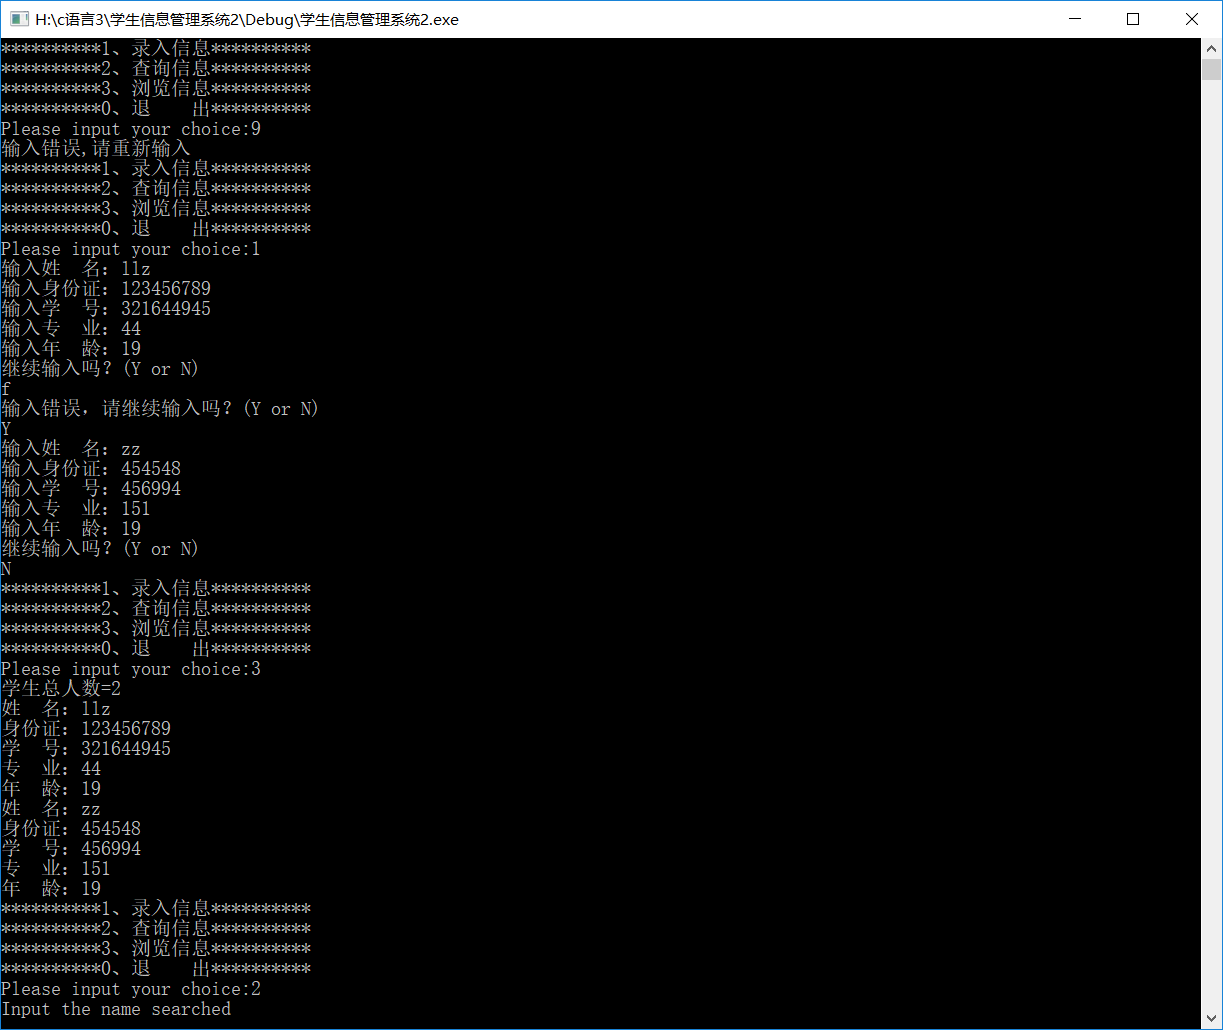 H:\c语言3\学生信息管理系统2\Debug\学生信息管理系统2.exe
**********1、录入信息**********
**********2、查询信息**********
**********3、浏览信息**********
**********0、退    出**********
Please input your choice:9
输入错误,请重新输入
**********1、录入信息**********
**********2、查询信息**********
**********3、浏览信息**********
**********0、退    出**********
Please input your choice:1
输入姓  名：llz
输入身份证：123456789
输入学  号：321644945
输入专  业：44
输入年  龄：19
继续输入吗？(Y or N)
f
输入错误，请继续输入吗？(Y or N)
Y
输入姓  名：zz
输入身份证：454548
输入学  号：456994
输入专  业：151
输入年  龄：19
继续输入吗？(Y or N)
N
**********1、录入信息**********
**********2、查询信息**********
**********3、浏览信息**********
**********0、退    出**********
Please input your choice:3
学生总人数=2
姓  名：llz
身份证：123456789
学  号：321644945
专  业：44
年  龄：19
姓  名：zz
身份证：454548
学  号：456994
专  业：151
年  龄：19
**********1、录入信息**********
**********2、查询信息**********
**********3、浏览信息**********
**********0、退    出**********
Please input your choice:2
Input the name searched